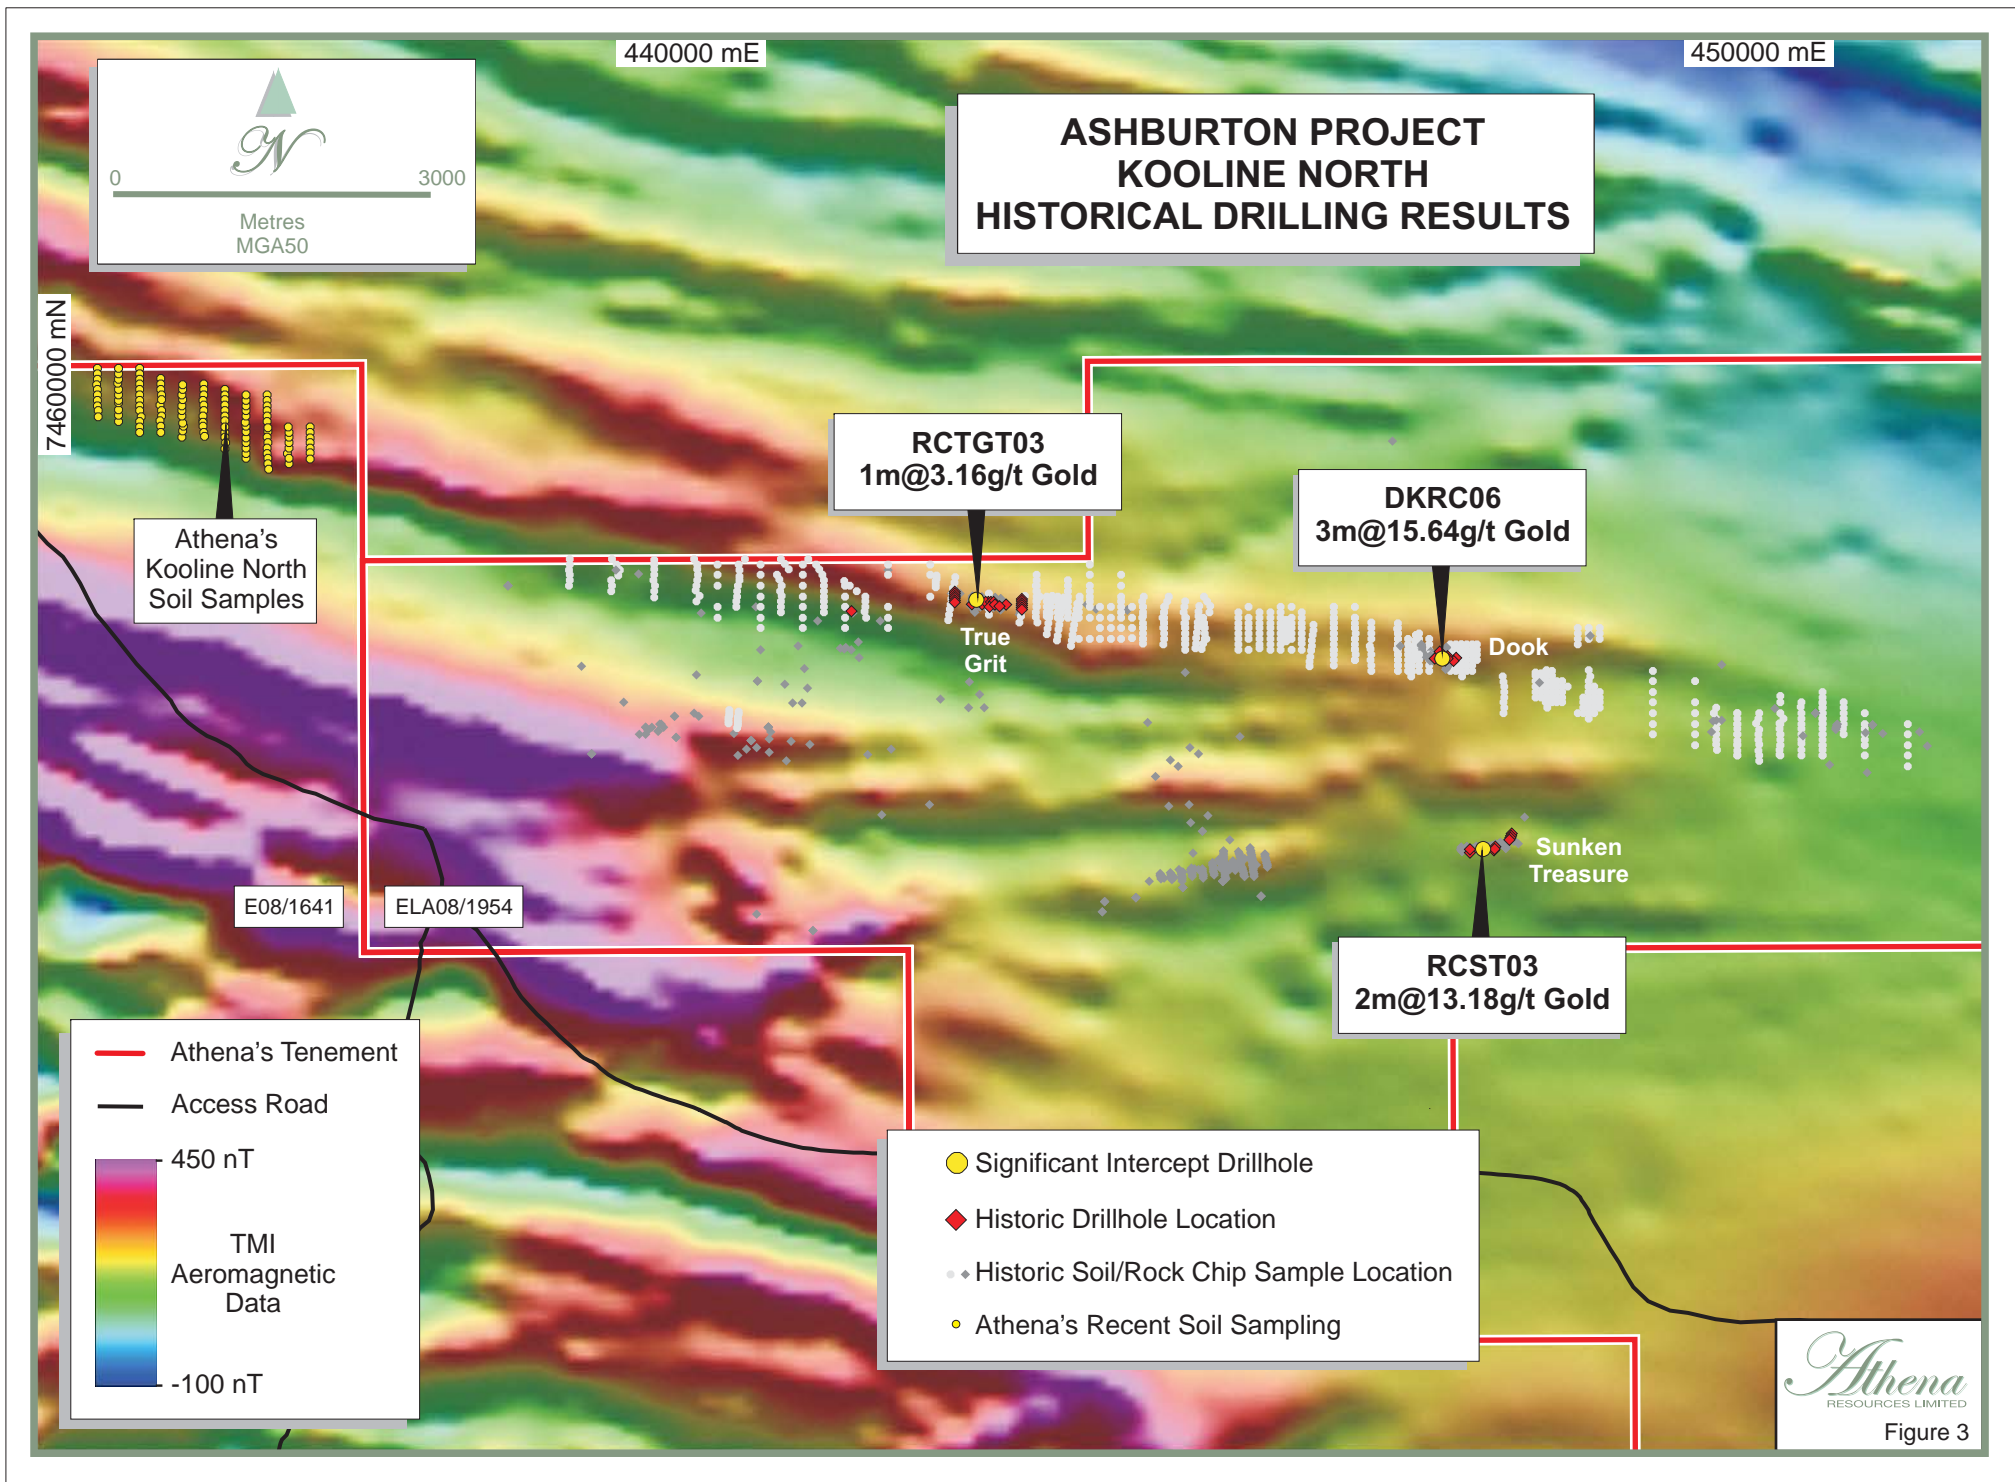 440000 mE
450000 mE
N
0 3000
Metres
MGA50
ASHBURTON PROJECT
KOOLINE NORTH
HISTORICAL DRILLING RESULTS
7460000 mN
RCTGT03
1m@3.16g/t Gold
DKRC06
3m@15.64g/t Gold
Athena's
Kooline North
Soil Samples
True
Grit
Dook
Sunken
Treasure
E08/1641
ELA08/1954
RCST03
2m@13.18g/t Gold
Athena's Tenement
Access Road
450 nT
TMI
Aeromagnetic
Data
-100 nT
Significant Intercept Drillhole
Historic Drillhole Location
Historic Soil/Rock Chip Sample Location
Athena's Recent Soil Sampling
Athena
RESOURCES LIMITED
Figure 3